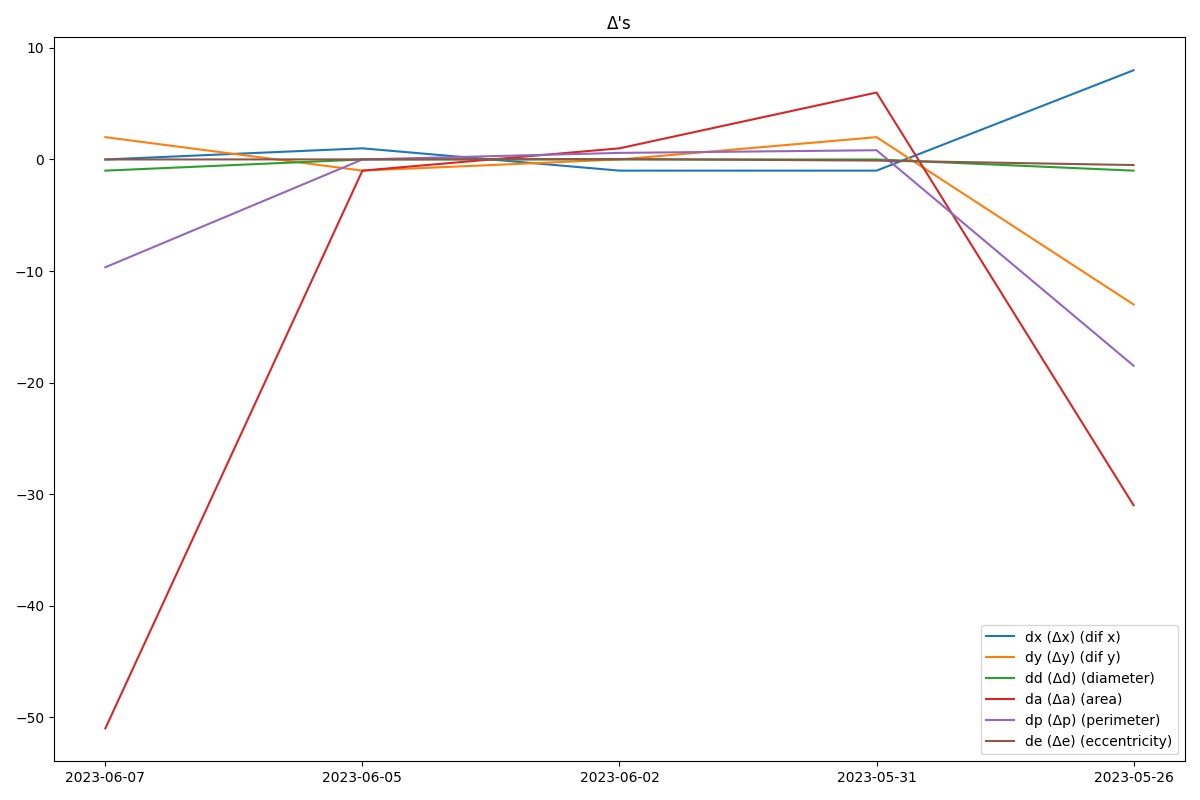 Δ's
10
0
−10
−20
−30
−40
−50
2023-06-07 2023-06-05 2023-06-02 2023-05-31 2023-05-26
dx (Δx) (dif x)
dy (Δy) (dif y)
dd (Δd) (diameter)
da (Δa) (area)
dp (Δp) (perimeter)
de (Δe) (eccentricity)